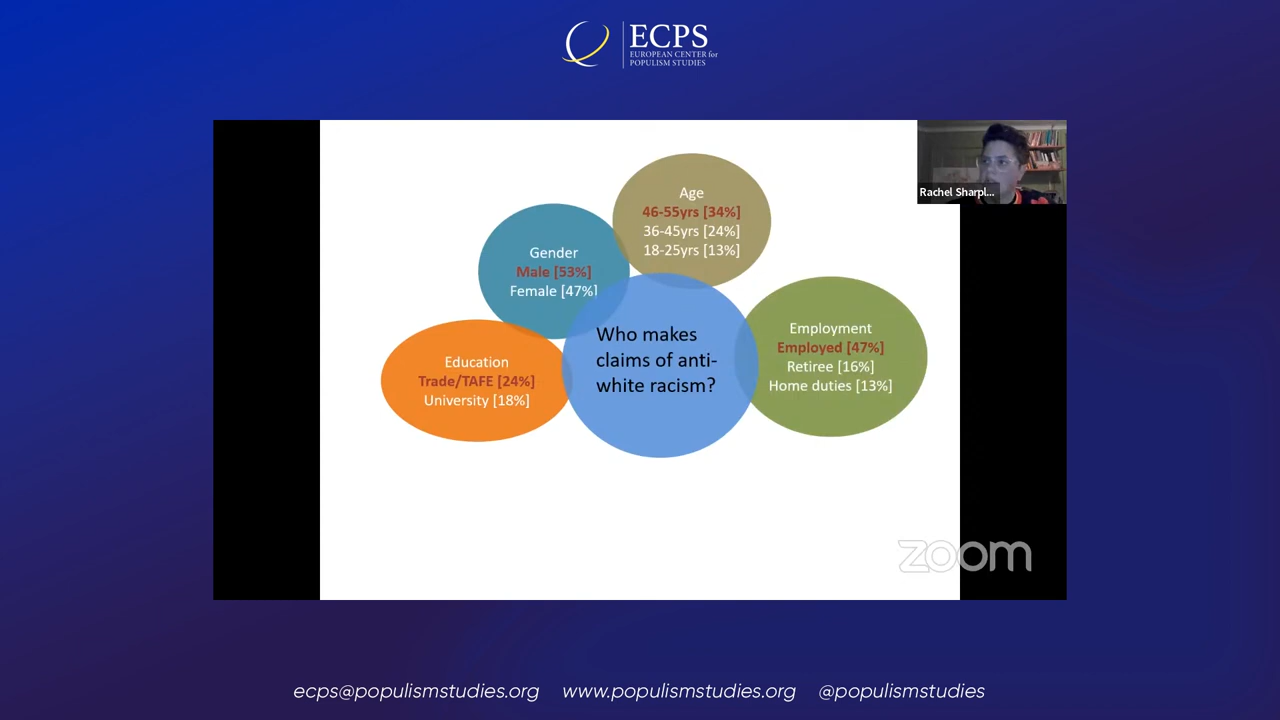 ECPS
EUROPEAN CENTER for
POPULISM STUDIES
Rachel Sharpl...
Age
46-55yrs [34%]
36-45yrs [24%]
18-25yrs [13%]
Gender
Male [53%]
Female [47%]
Education
Trade/TAFE [24%]
University [18%]
Who makes
claims of anti-
white racism?
Employment
Employed [47%]
Retiree [16%]
Home duties [13%]
zoom
ecps@populismstudies.org www.populismstudies.org @populismstudies